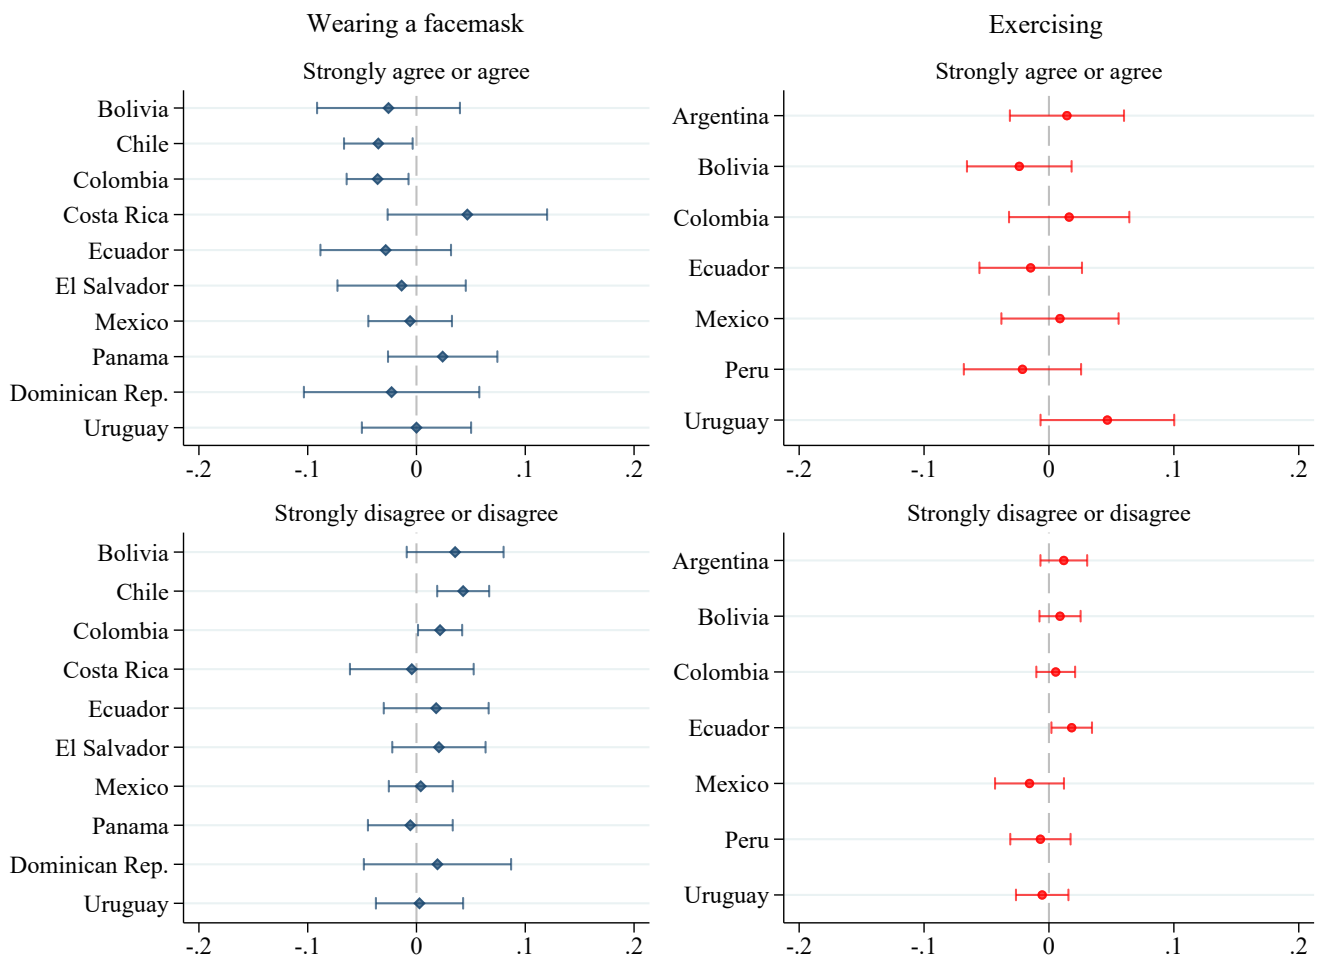 Wearing a facemask
Strongly agree or agree
Bolivia
Chile
Colombia
Costa Rica
Ecuador
El Salvador
Mexico
Panama
Dominican Rep.
Uruguay
-.2 -.1 0 .1 .2
Strongly disagree or disagree
Bolivia
Chile
Colombia
Costa Rica
Ecuador
El Salvador
Mexico
Panama
Dominican Rep.
Uruguay
-.2 -.1 0 .1 .2
Exercising
Strongly agree or agree
Argentina
Bolivia
Colombia
Ecuador
Mexico
Peru
Uruguay
-.2 -.1 0 .1 .2
Strongly disagree or disagree
Argentina
Bolivia
Colombia
Ecuador
Mexico
Peru
Uruguay
-.2 -.1 0 .1 .2